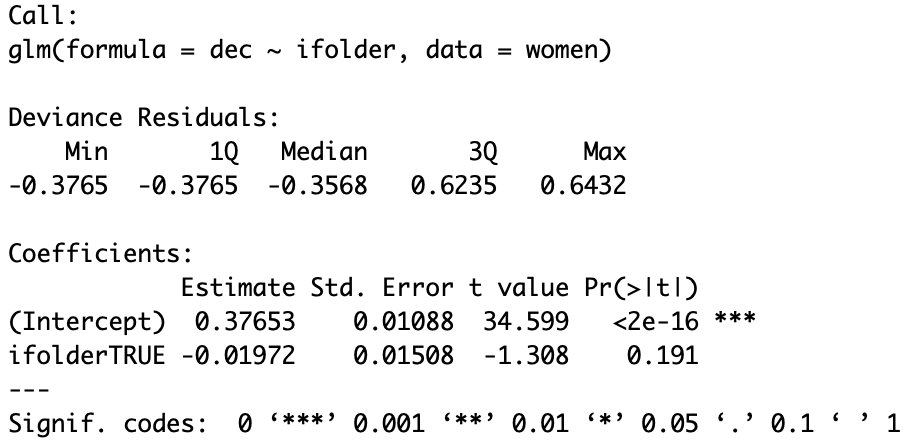 Call:
glm(formula = dec ~ ifolder, data = women)
Deviance Residuals:
Min 1Q Median 3Q Max
-0.3765 -0.3765 -0.3568 0.6235 0.6432
Coefficients:
Estimate Std. Error t value Pr(>|t|)
(Intercept) 0.37653 0.01088 34.599 <2e-16 ***
ifolderTRUE -0.01972 0.01508 -1.308 0.191
---
Signif. codes: 0 ‘***’ 0.001 ‘**’ 0.01 ‘*’ 0.05 ‘.’ 0.1 ‘ ’ 1